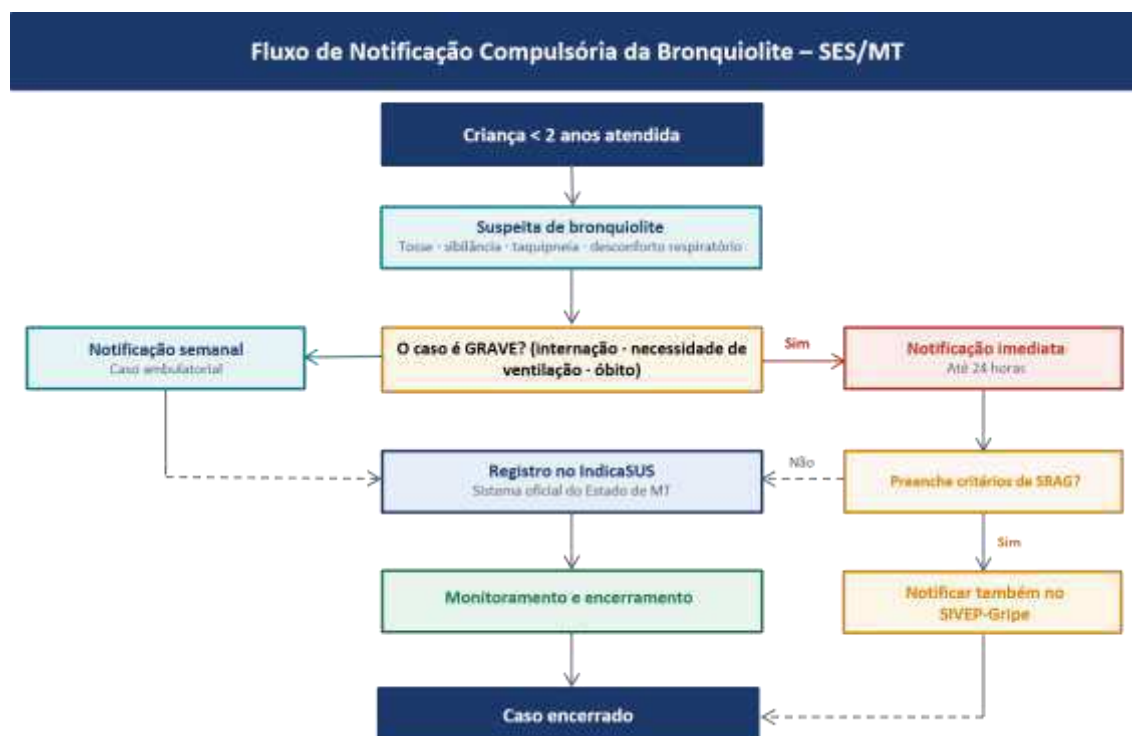 Fluxo de Notificação Compulsória da Bronquiolite – SES/MT
Criança < 2 anos atendida
Suspeita de bronquiolite
Tosse · sibilância · taquipneia · desconforto respiratório
Notificação semanal
Caso ambulatorial
O caso é GRAVE? (internação - necessidade de
ventilação - óbito)
Sim
Notificação imediata
Até 24 horas
Registro no IndicaSUS
Sistema oficial do Estado de MT
Não
Preenche critérios de SRAG?
Sim
Monitoramento e encerramento
Notificar também no
SIVEP-Gripe
Caso encerrado